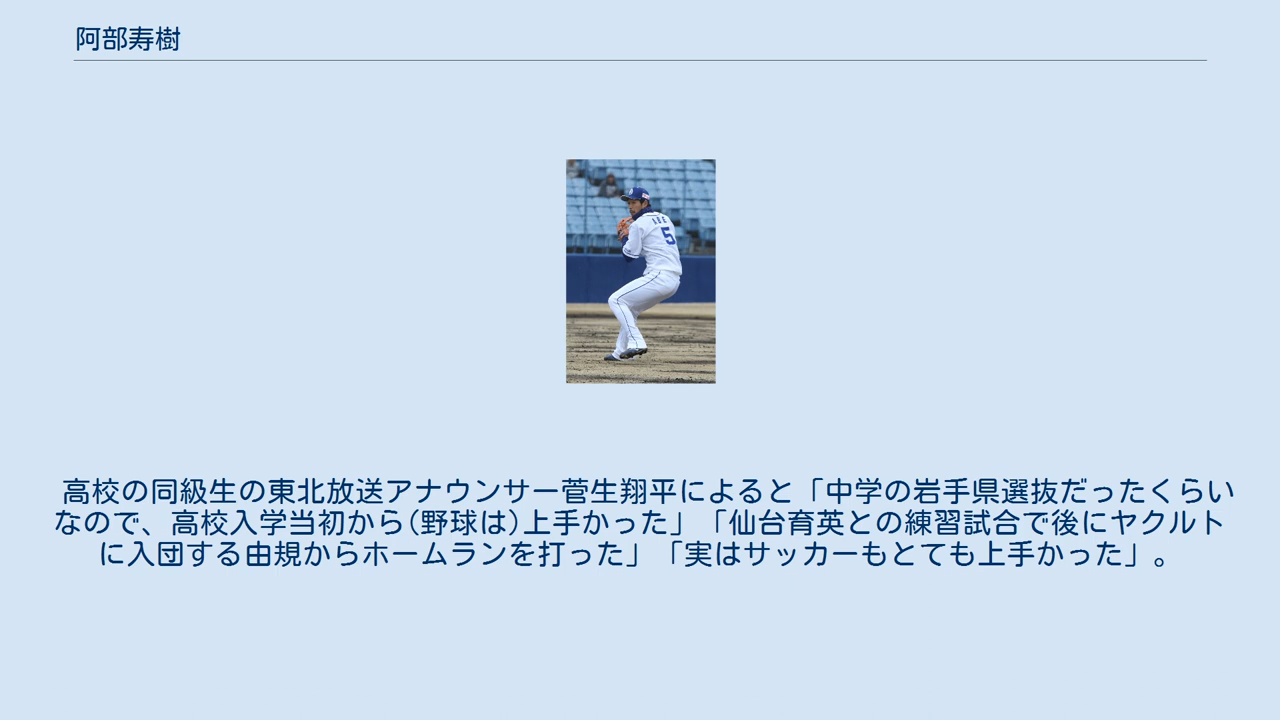 阿部寿樹
ABE
5
高校の同級生の東北放送アナウンサー菅生翔平によると「中学の岩手県選抜だったくらい
なので、高校入学当初から(野球は)上手かった」「仙台育英との練習試合で後にヤクルト
に入団する由規からホームランを打った」「実はサッカーもとても上手かった」。